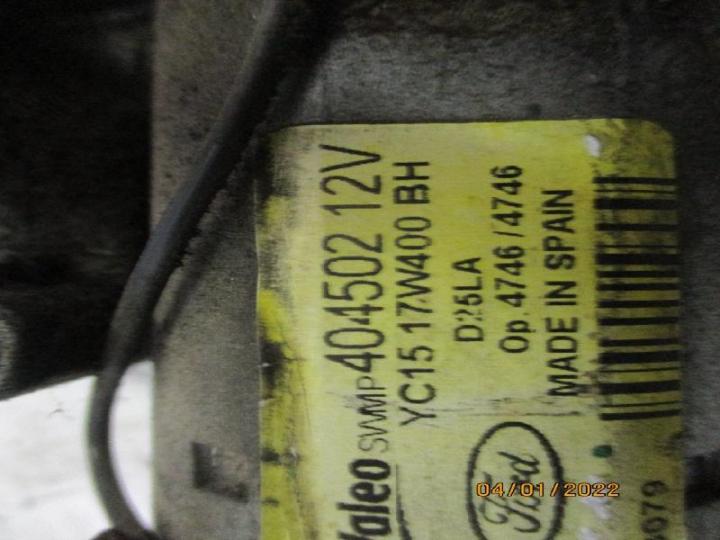 Valeo SWMP 404502 12V
YC15 17W400 BH
D25LA
Op. 4746 / 4746
MADE IN SPAIN
Ford
04/01/2022